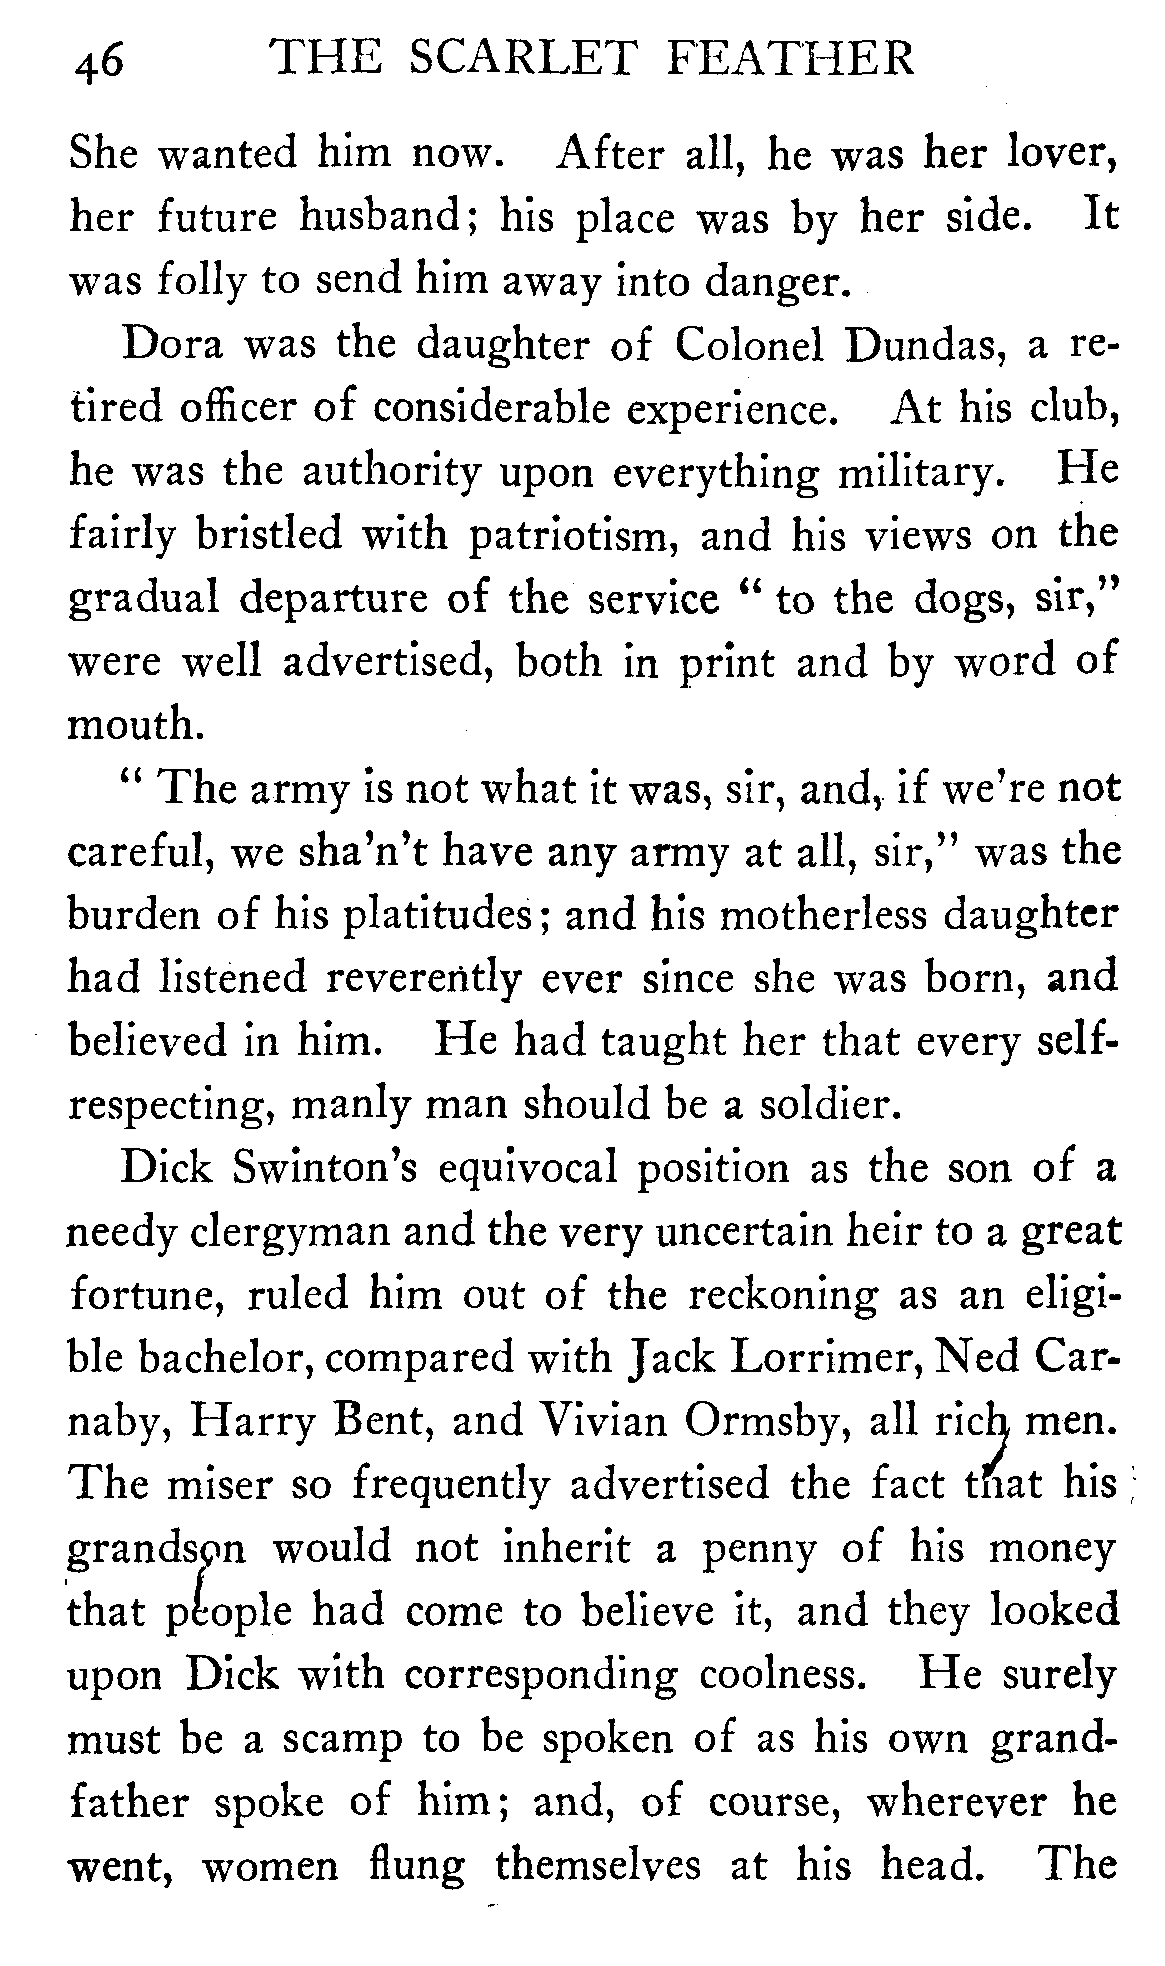 46 THE SCARLET FEATHER
She wanted him now. After all, he was her lover,
her future husband; his place was by her side. It
was folly to send him away into danger.
Dora was the daughter of Colonel Dundas, a re-
tired officer of considerable experience. At his club,
he was the authority upon everything military. He
fairly bristled with patriotism, and his views on the
gradual departure of the service “ to the dogs, sir,”
were well advertised, both in print and by word of
mouth.
“ The army is not what it was, sir, and, if we’re not
careful, we sha’n’t have any army at all, sir,” was the
burden of his platitudes; and his motherless daughter
had listened reverently ever since she was born, and
believed in him. He had taught her that every self-
respecting, manly man should be a soldier.
Dick Swinton’s equivocal position as the son of a
needy clergyman and the very uncertain heir to a great
fortune, ruled him out of the reckoning as an eligi-
ble bachelor, compared with Jack Lorrimer, Ned Car-
naby, Harry Bent, and Vivian Ormsby, all rich men.
The miser so frequently advertised the fact that his
grandson would not inherit a penny of his money
that people had come to believe it, and they looked
upon Dick with corresponding coolness. He surely
must be a scamp to be spoken of as his own grand-
father spoke of him; and, of course, wherever he
went, women flung themselves at his head. The